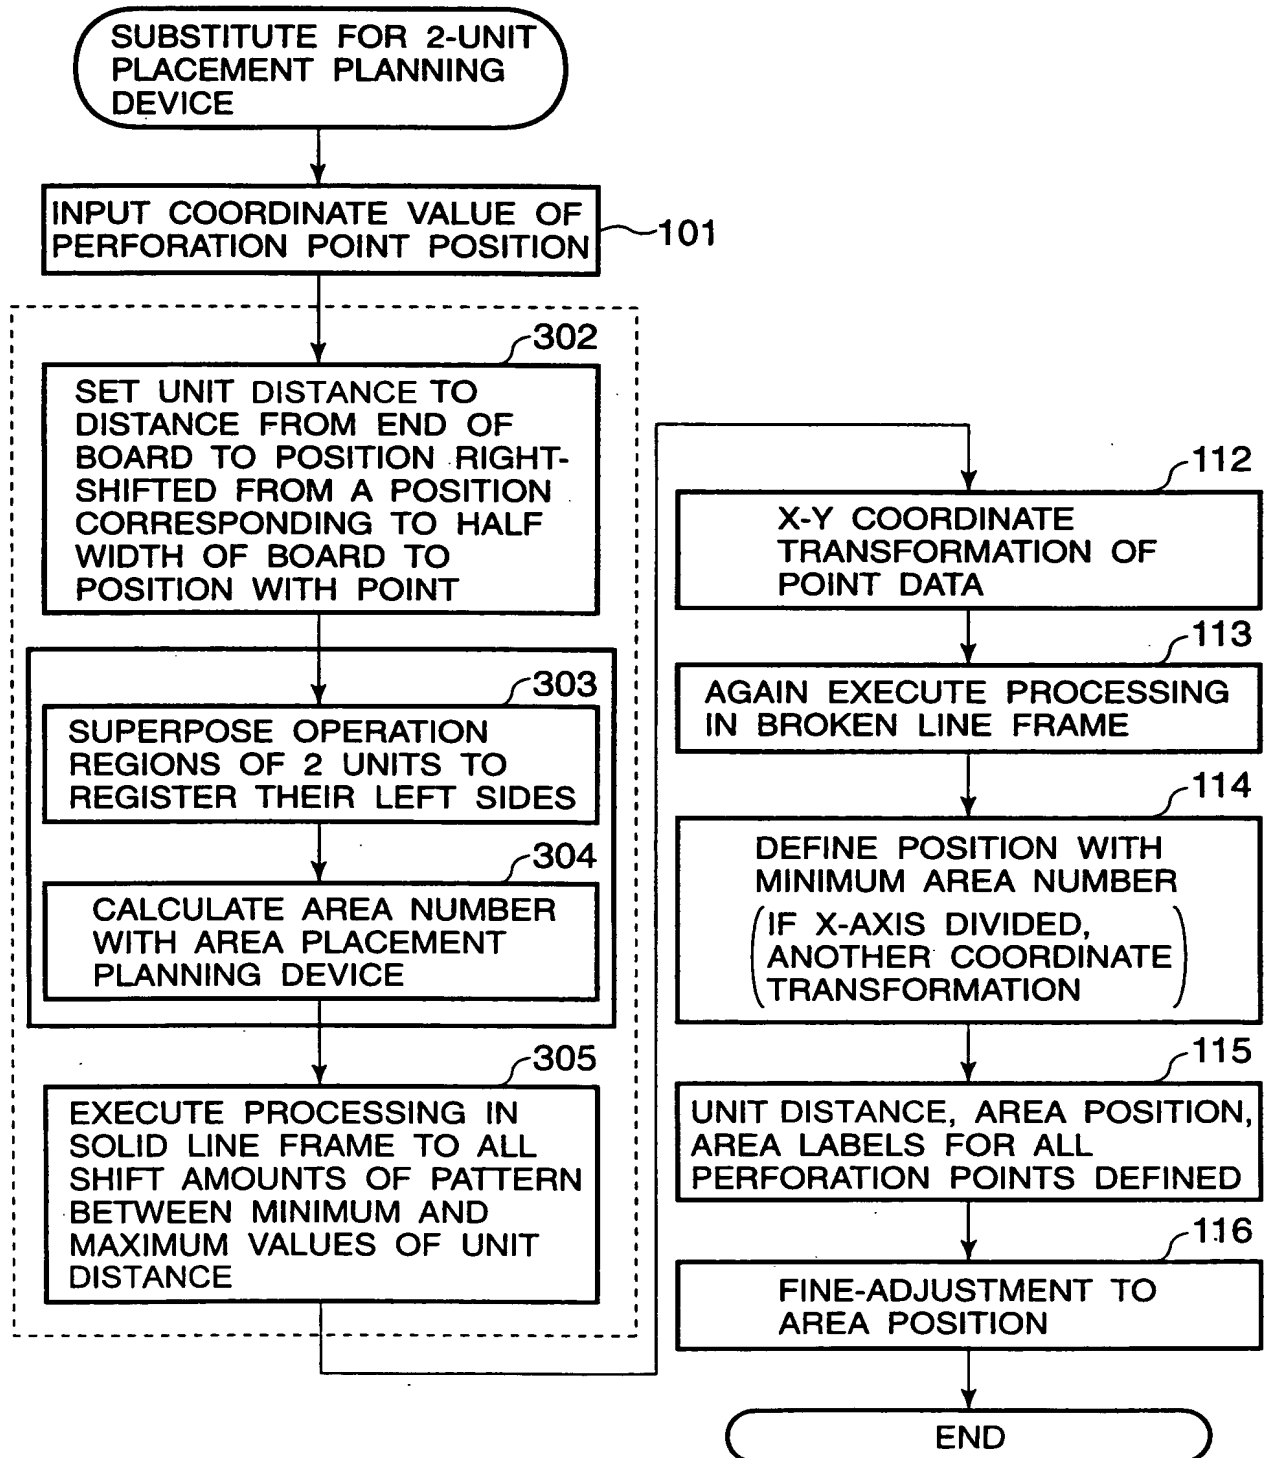 SUBSTITUTE FOR 2-UNIT
PLACEMENT PLANNING
DEVICE
INPUT COORDINATE VALUE OF
PERFORATION POINT POSITION
101
302
SET UNIT DISTANCE TO
DISTANCE FROM END OF
BOARD TO POSITION RIGHT-
SHIFTED FROM A POSITION
CORRESPONDING TO HALF
WIDTH OF BOARD TO
POSITION WITH POINT
303
SUPERPOSE OPERATION
REGIONS OF 2 UNITS TO
REGISTER THEIR LEFT SIDES
304
CALCULATE AREA NUMBER
WITH AREA PLACEMENT
PLANNING DEVICE
305
EXECUTE PROCESSING IN
SOLID LINE FRAME TO ALL
SHIFT AMOUNTS OF PATTERN
BETWEEN MINIMUM AND
MAXIMUM VALUES OF UNIT
DISTANCE
112
X-Y COORDINATE
TRANSFORMATION OF
POINT DATA
113
AGAIN EXECUTE PROCESSING
IN BROKEN LINE FRAME
114
DEFINE POSITION WITH
MINIMUM AREA NUMBER
(IF X-AXIS DIVIDED,
ANOTHER COORDINATE
TRANSFORMATION)
115
UNIT DISTANCE, AREA POSITION,
AREA LABELS FOR ALL
PERFORATION POINTS DEFINED
116
FINE-ADJUSTMENT TO
AREA POSITION
END